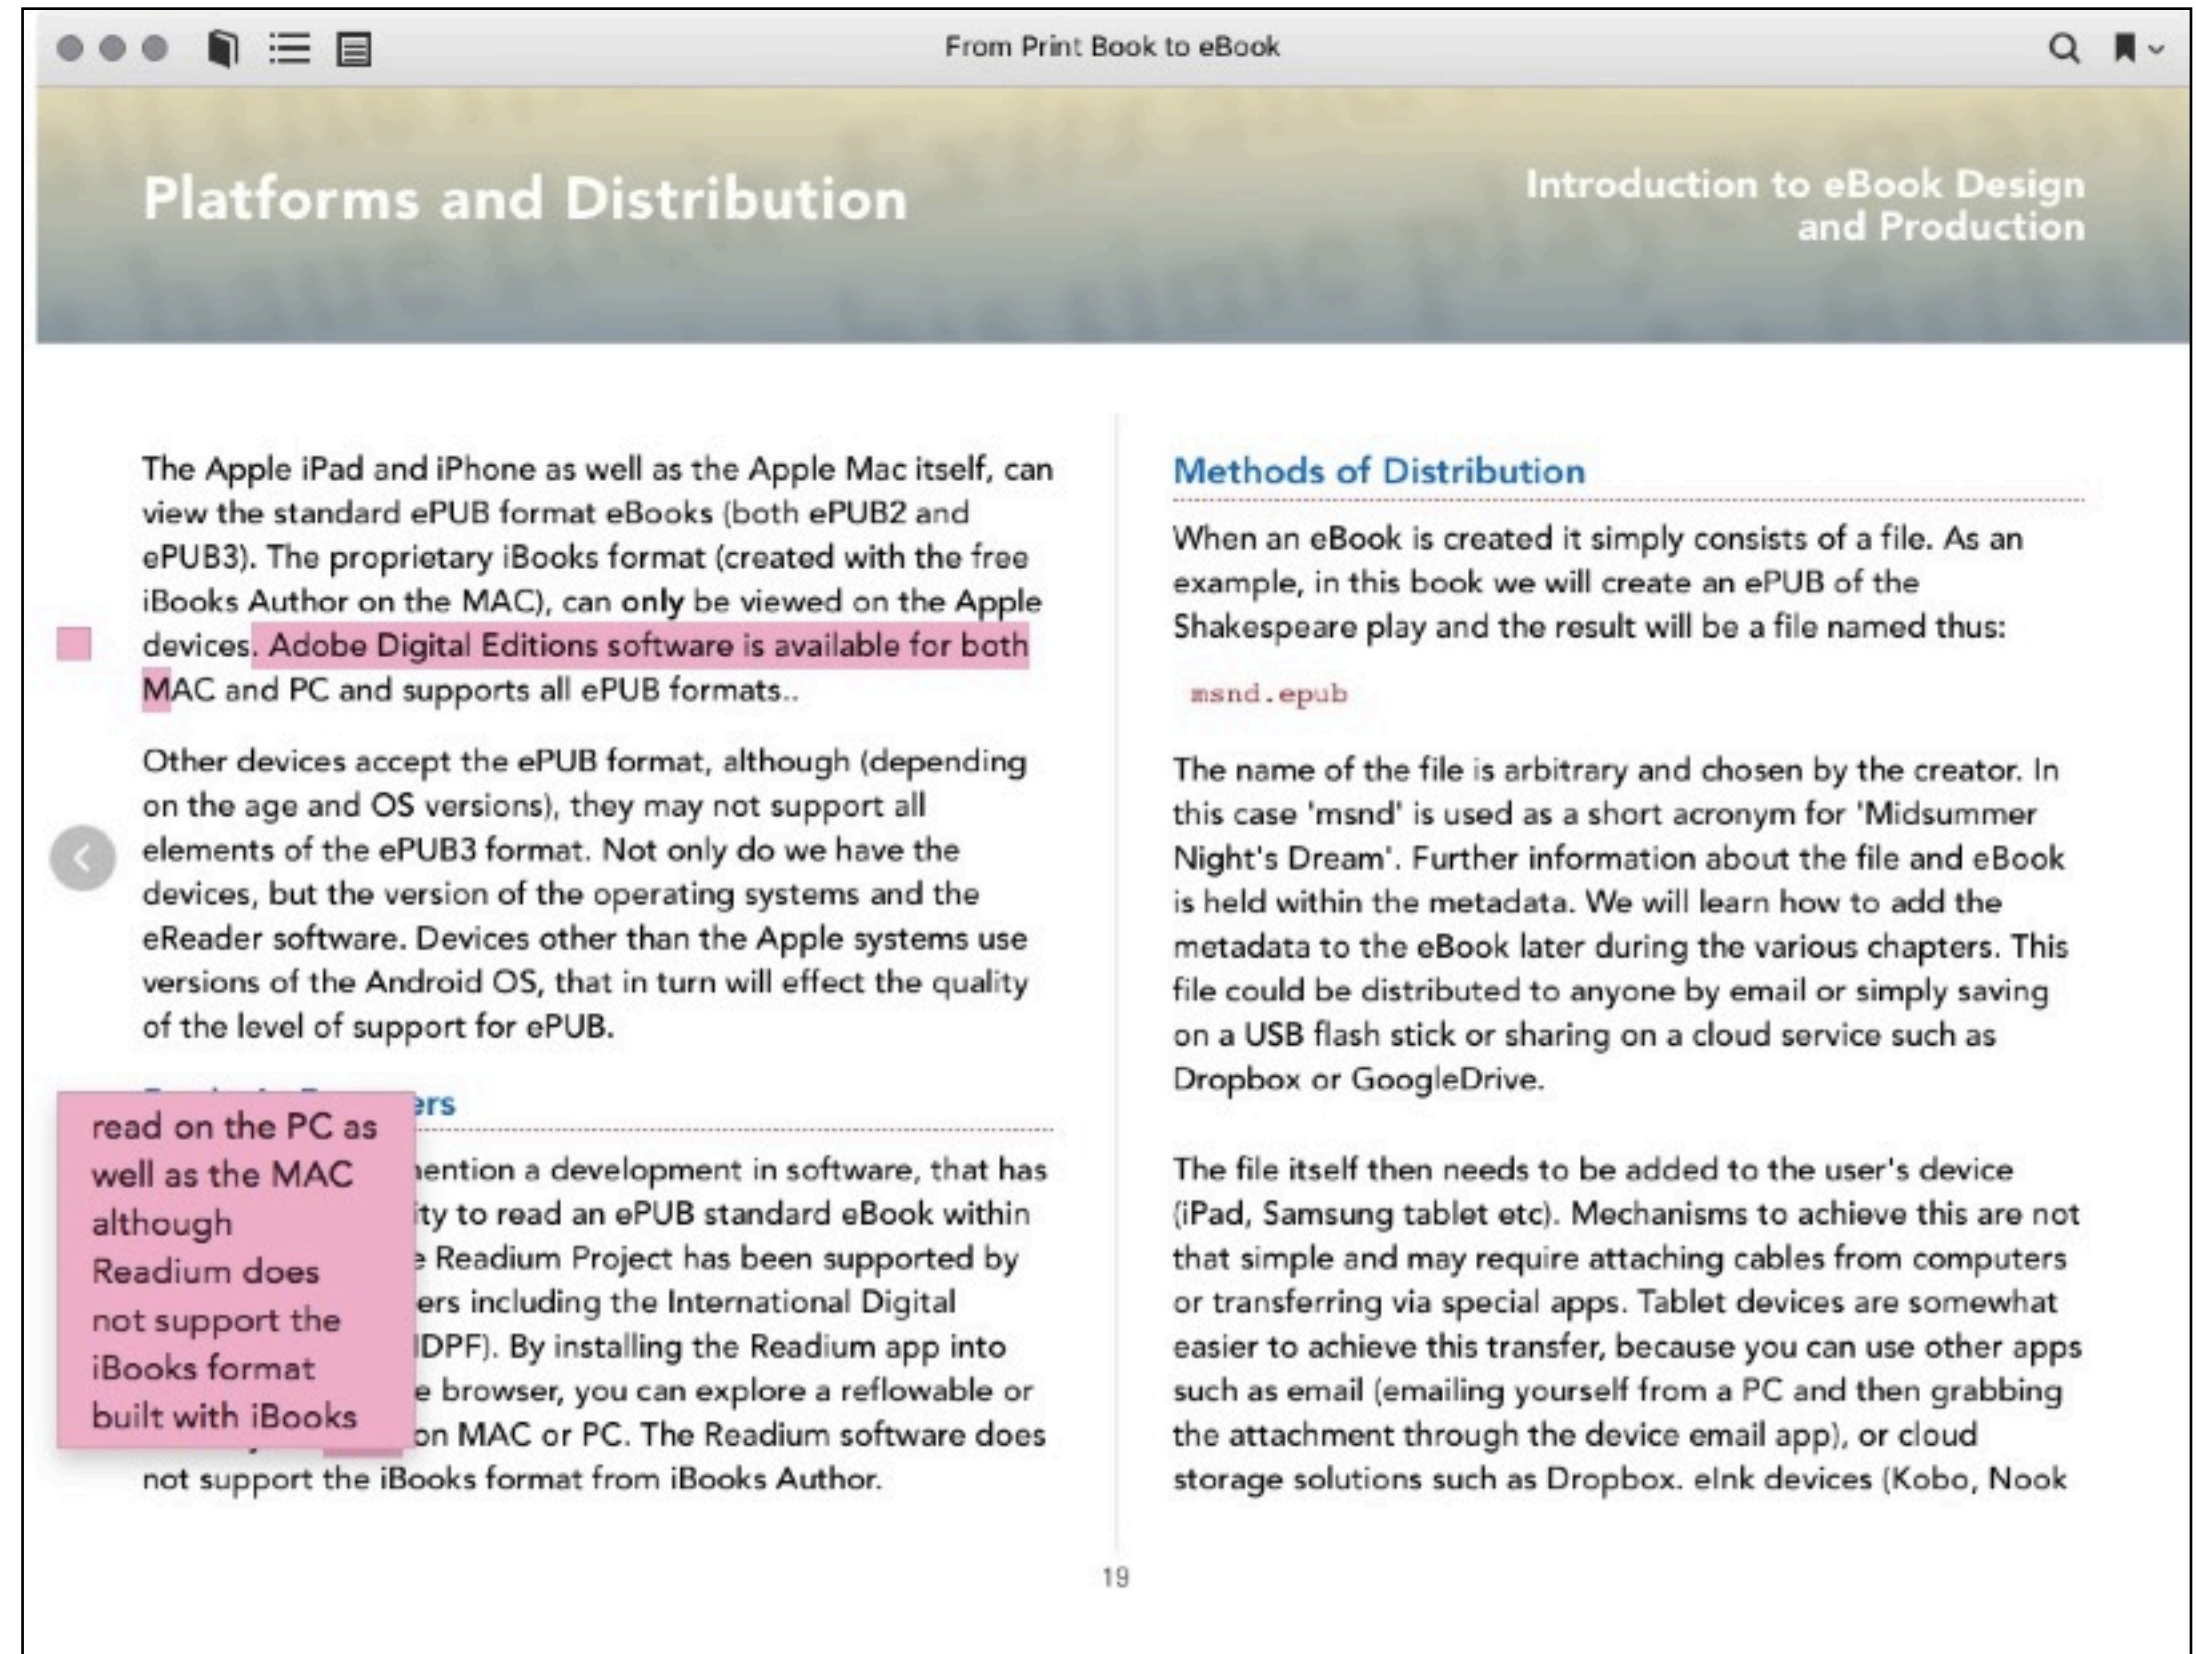 From Print Book to eBook
Platforms and Distribution
Introduction to eBook Design
and Production
The Apple iPad and iPhone as well as the Apple Mac itself, can
view the standard ePUB format eBooks (both ePUB2 and
ePUB3). The proprietary iBooks format (created with the free
iBooks Author on the MAC), can only be viewed on the Apple
devices. Adobe Digital Editions software is available for both
MAC and PC and supports all ePUB formats..
Other devices accept the ePUB format, although (depending
on the age and OS versions), they may not support all
elements of the ePUB3 format. Not only do we have the
devices, but the version of the operating systems and the
eReader software. Devices other than the Apple systems use
versions of the Android OS, that in turn will effect the quality
of the level of support for ePUB.
read on the PC as
well as the MAC
although
Readium does
not support the
iBooks format
built with iBooks
a development in software, that has
to read an ePUB standard eBook within
Readium Project has been supported by
including the International Digital
By installing the Readium app into
browser, you can explore a reflowable or
on MAC or PC. The Readium software does
not support the iBooks format from iBooks Author.
Methods of Distribution
When an eBook is created it simply consists of a file. As an
example, in this book we will create an ePUB of the
Shakespeare play and the result will be a file named thus:
msnd.epub
The name of the file is arbitrary and chosen by the creator. In
this case 'msnd' is used as a short acronym for 'Midsummer
Night's Dream'. Further information about the file and eBook
is held within the metadata. We will learn how to add the
metadata to the eBook later during the various chapters. This
file could be distributed to anyone by email or simply saving
on a USB flash stick or sharing on a cloud service such as
Dropbox or GoogleDrive.
The file itself then needs to be added to the user's device
(iPad, Samsung tablet etc). Mechanisms to achieve this are not
that simple and may require attaching cables from computers
or transferring via special apps. Tablet devices are somewhat
easier to achieve this transfer, because you can use other apps
such as email (emailing yourself from a PC and then grabbing
the attachment through the device email app), or cloud
storage solutions such as Dropbox. eInk devices (Kobo, Nook
19